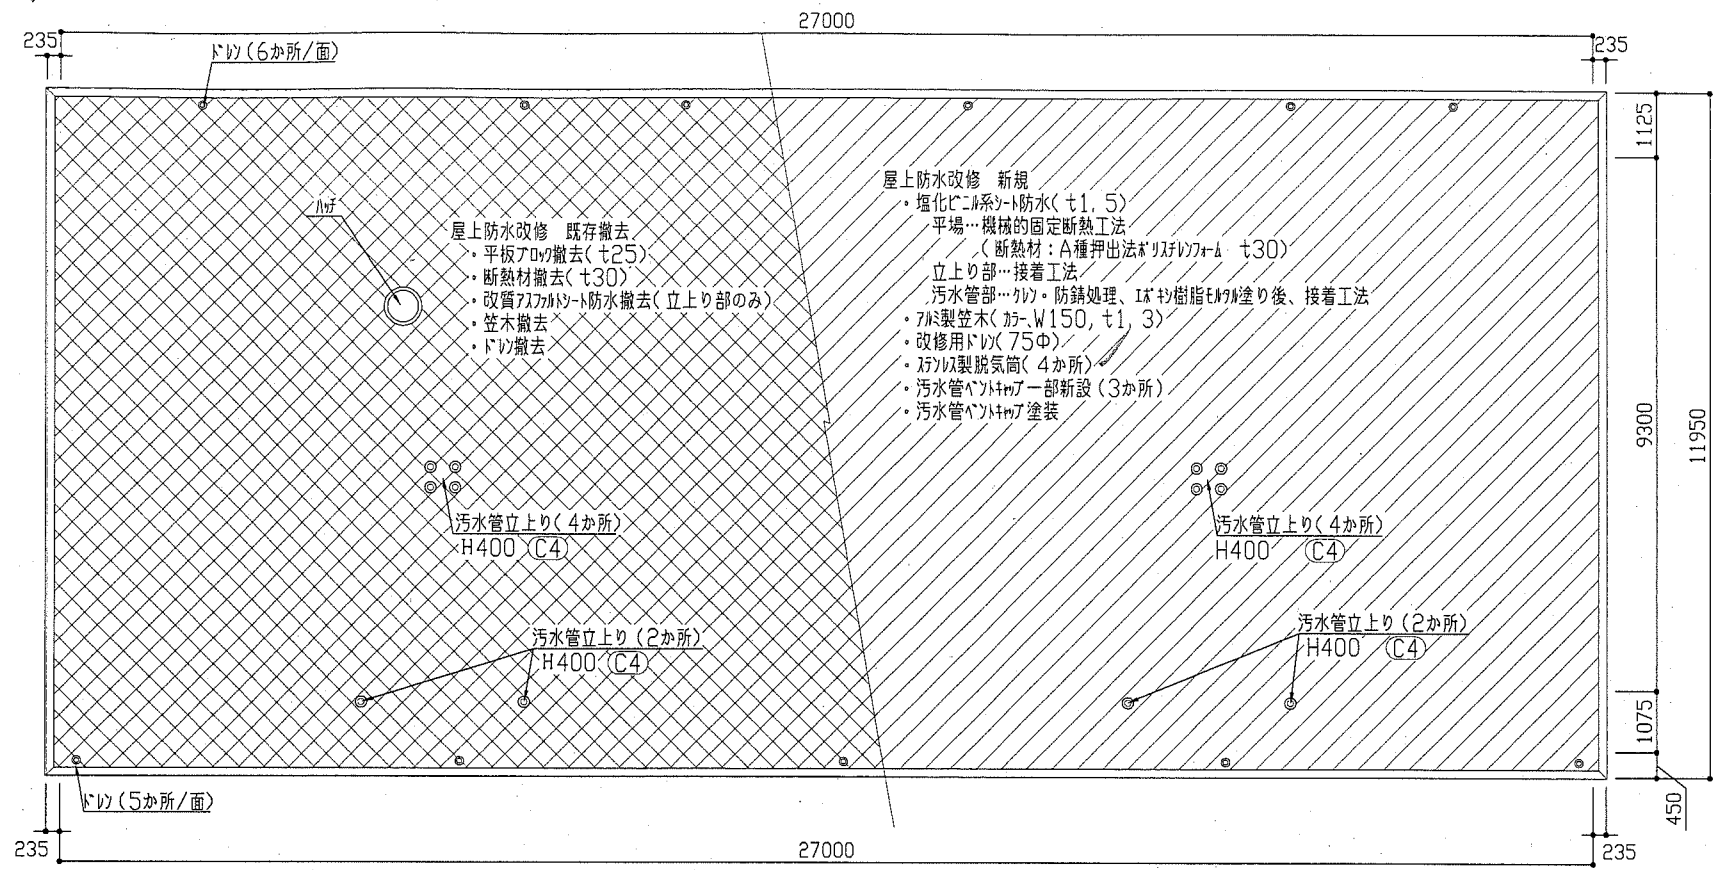 27000
235
ﾄﾞﾚﾝ(6か所/面)
235
1125
9300
11950
1075
450
ﾊｯﾁ
屋上防水改修 既存撤去
・平板ﾌﾞﾛｯｸ撤去(t25)
・断熱材撤去(t30)
・改質ｱｽﾌｧﾙﾄｼｰﾄ防水撤去(立上り部のみ)
・笠木撤去
・ﾄﾞﾚﾝ撤去
屋上防水改修 新規
・塩化ﾋﾞﾆﾙ系ｼｰﾄ防水(t1,5)
平場…機械的固定断熱工法
(断熱材:A種押出法ﾎﾟﾘｽﾁﾚﾝﾌｫｰﾑ t30)
立上り部…接着工法
汚水管部…ｹﾚﾝ・防錆処理、ｴﾎﾟｷｼ樹脂ﾓﾙﾀﾙ塗り後、接着工法
・ｱﾙﾐ製笠木(ｶﾗｰ、W150,t1,3)
・改修用ﾄﾞﾚﾝ(75Φ)
・ｽﾃﾝﾚｽ製脱気筒(4か所)
・汚水管ﾍﾞﾝﾄｷｬｯﾌﾟ一部新設(3か所)
・汚水管ﾍﾞﾝﾄｷｬｯﾌﾟ塗装
汚水管立上り(4か所)
H400 C4
汚水管立上り(4か所)
H400 C4
汚水管立上り(2か所)
H400 C4
汚水管立上り(2か所)
H400 C4
ﾄﾞﾚﾝ(5か所/面)
235
27000
235